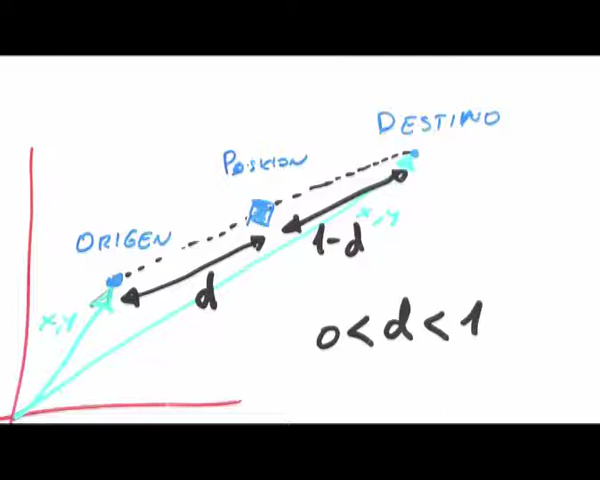 DESTINO
POSICION
ORIGEN
x,y
1-d
x,y
d
0<d<1